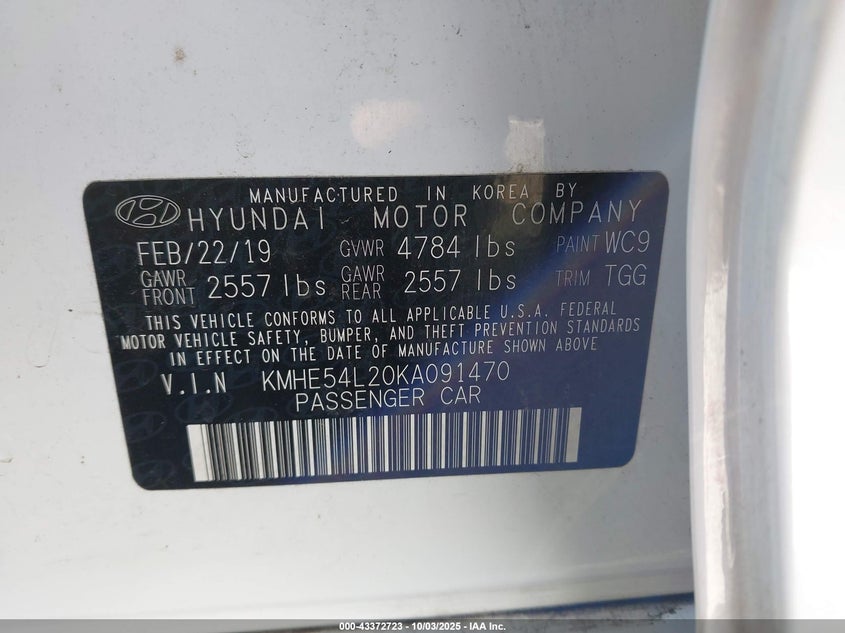 MANUFACTURED IN KOREA BY
HYUNDAI MOTOR COMPANY
FEB/22/19 GVWR 4784 lbs PAINT WC9
GAWR FRONT 2557 lbs GAWR REAR 2557 lbs TRIM TGG
THIS VEHICLE CONFORMS TO ALL APPLICABLE U.S.A. FEDERAL
MOTOR VEHICLE SAFETY, BUMPER, AND THEFT PREVENTION STANDARDS
IN EFFECT ON THE DATE OF MANUFACTURE SHOWN ABOVE
V.I.N KMHE54L20KA091470
PASSENGER CAR
000-43372723 - 10/03/2025 - IAA Inc.